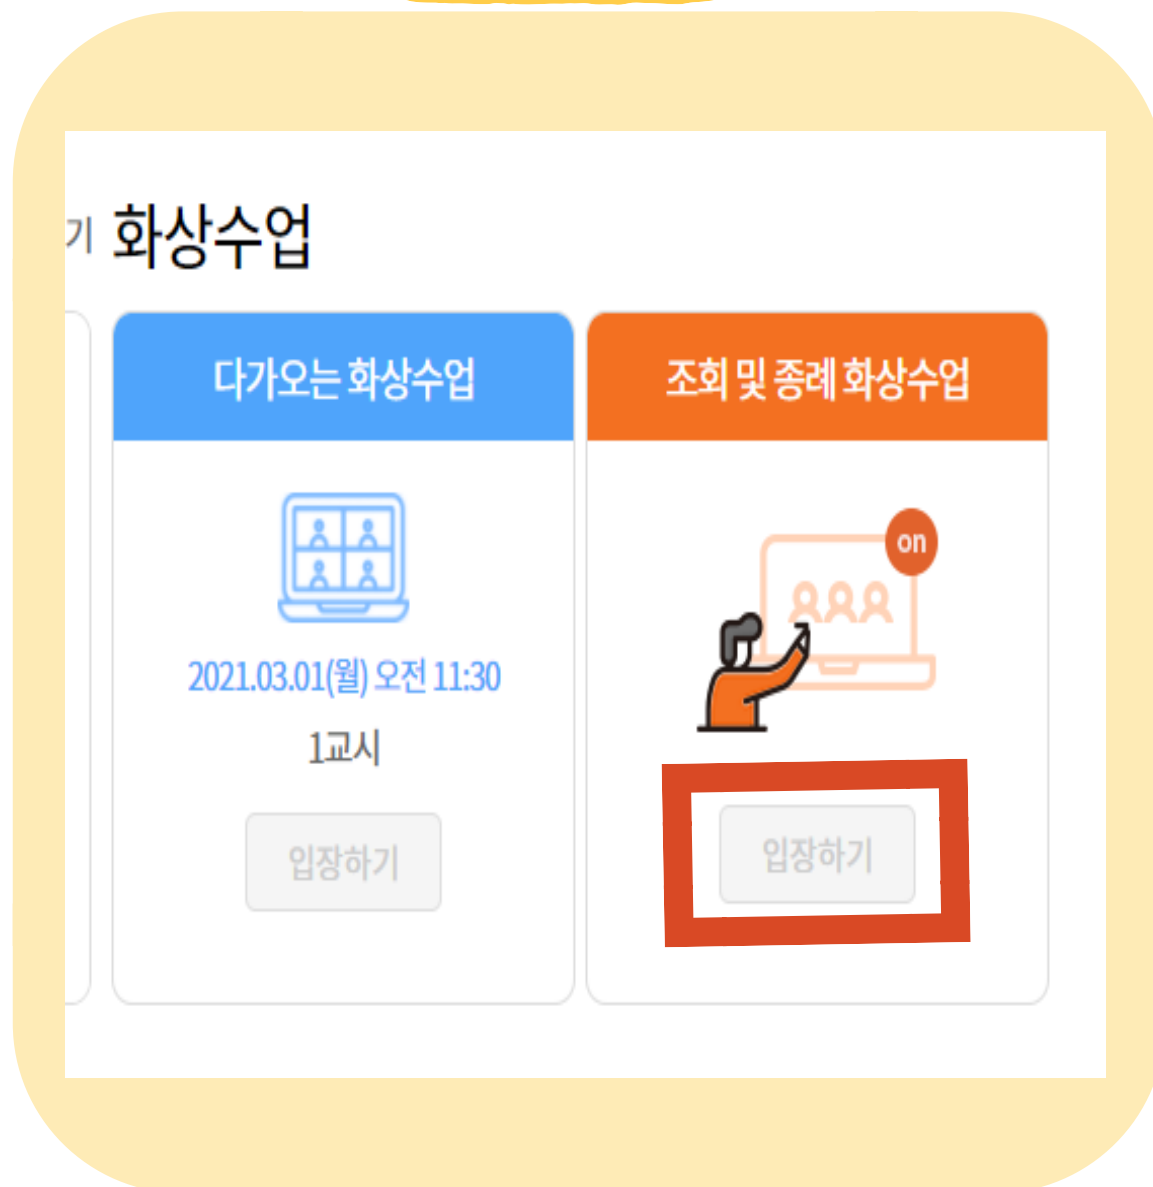 기 화상수업
다가오는 화상수업
2021.03.01(월) 오전 11:30
1교시
입장하기
조회 및 종례 화상수업
on
입장하기